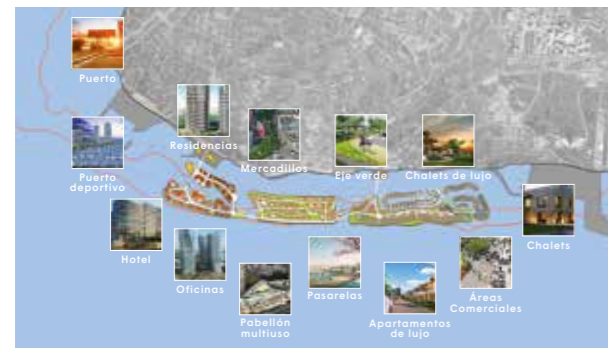 Puerto
Residencias
Mercadillos
Eje verde
Chalets de lujo
Puerto
deportivo
Hotel
Oficinas
Pabellón
multiuso
Pasarelas
Apartamentos
de lujo
Áreas
Comerciales
Chalets